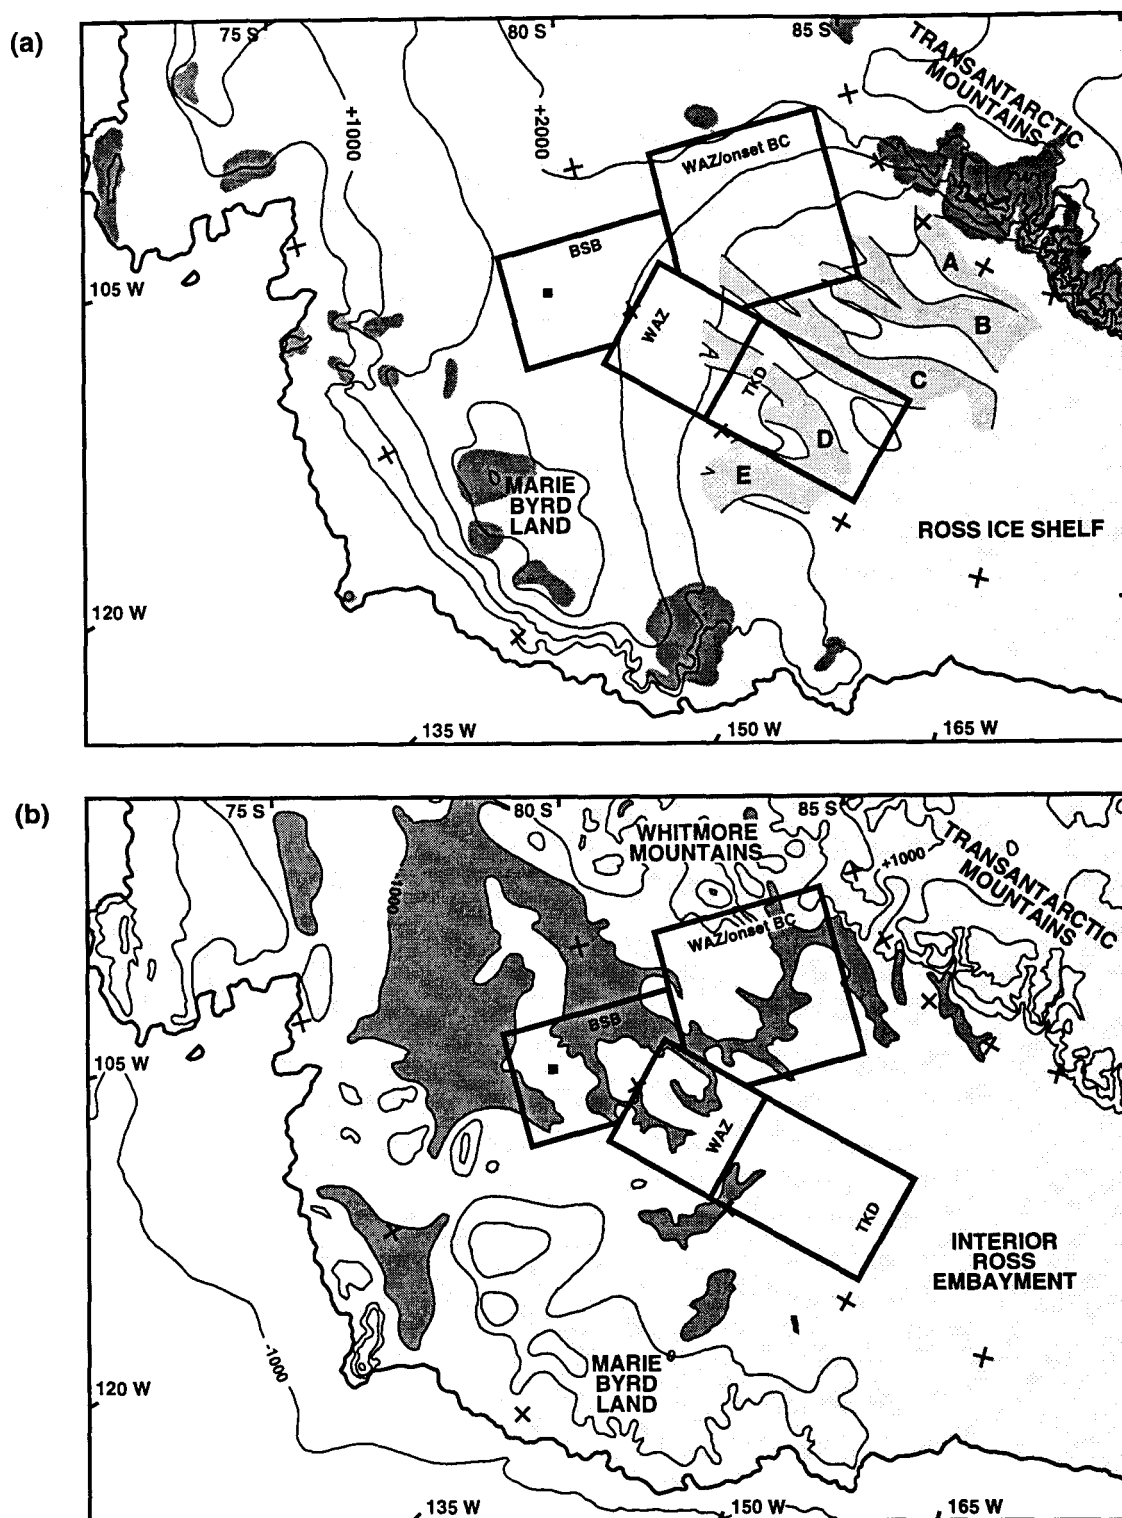 (a)
75 S
80 S
85 S
TRANSANTARCTIC
MOUNTAINS
+1000
+2000
WAZ/onset BC
BSB
105 W
WAZ
TKD
A
B
C
D
E
MARIE
BYRD
LAND
ROSS ICE SHELF
120 W
135 W
150 W
165 W
(b)
75 S
80 S
85 S
WHITMORE
MOUNTAINS
+1000
TRANSANTARCTIC
MOUNTAINS
-1000
WAZ/onset BC
BSB
105 W
WAZ
TKD
INTERIOR
ROSS
EMBAYMENT
-1000
MARIE
BYRD
LAND
120 W
135 W
150 W
165 W